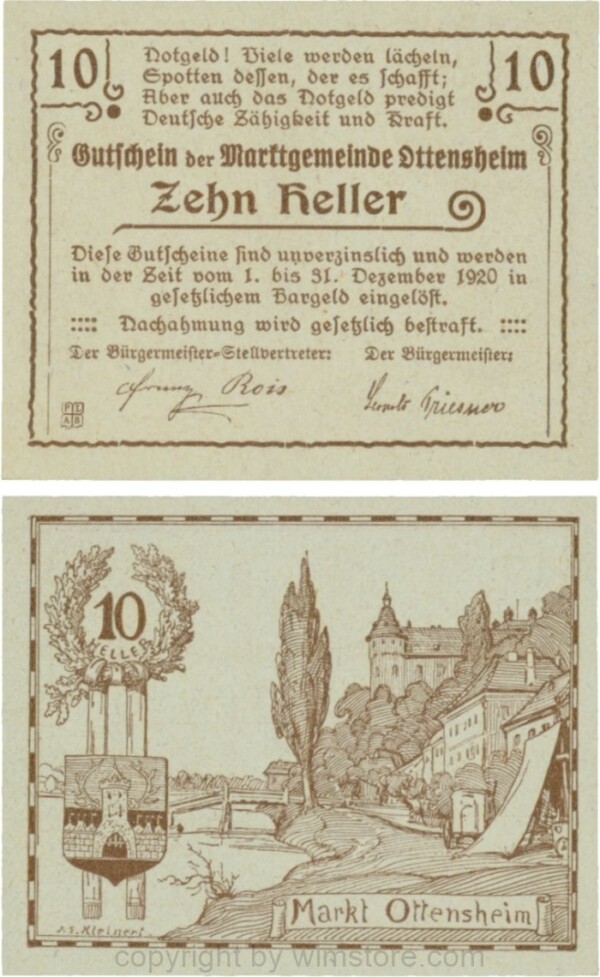 10 10
Notgeld! Viele werden lächeln,
Spotten dessen, der es schafft;
Aber auch das Notgeld predigt
Deutsche Zähigkeit und Kraft.
Gutschein der Marktgemeinde Ottensheim
Zehn Heller
Diese Gutscheine sind unverzinslich und werden
in der Zeit vom 1. bis 31. Dezember 1920 in
gesetzlichem Bargeld eingelöst.
:::: Nachahmung wird gesetzlich bestraft. ::::
Der Bürgermeister-Stellvertreter: Der Bürgermeister:
Franz Rois
10
HELLER
J. S. Kleinert.
Markt Ottensheim
copyright by wimstore.com